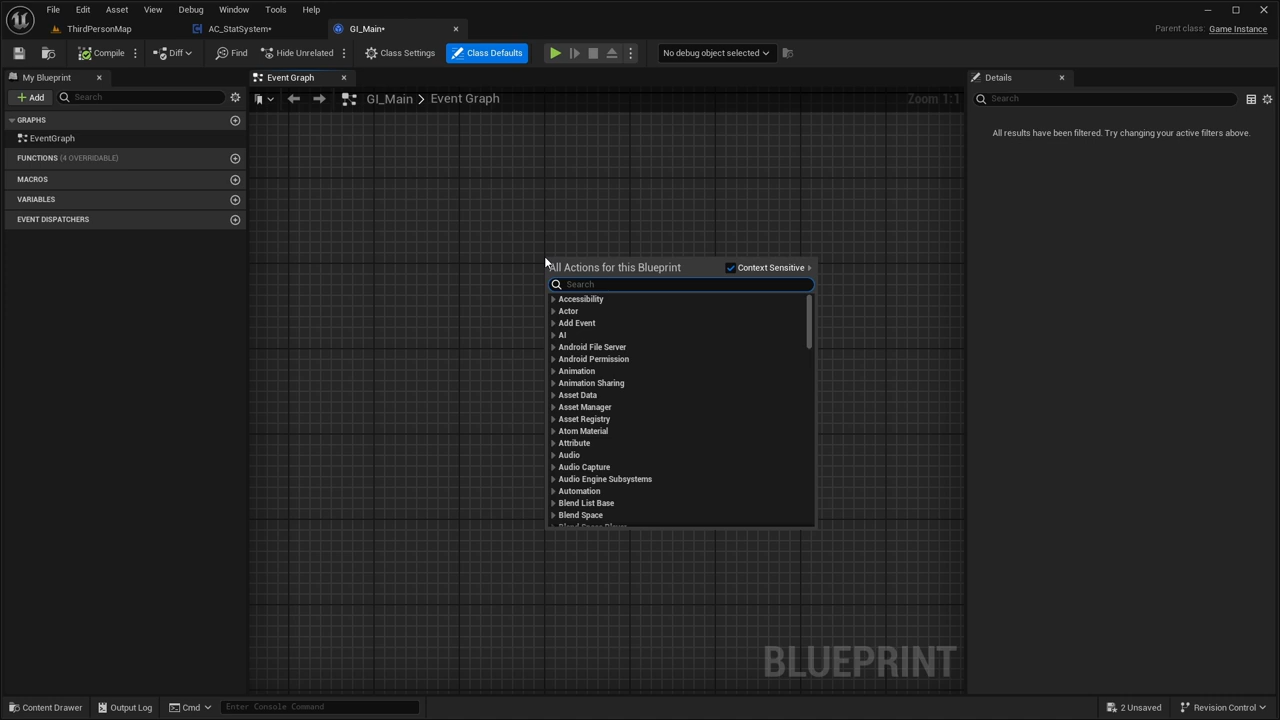 File Edit Asset View Debug Window Tools Help
ThirdPersonMap AC_StatSystem* GI_Main*
Parent class: Game Instance
Compile Diff Find Hide Unrelated Class Settings Class Defaults No debug object selected
My Blueprint
Event Graph
Details
Add Search
GI_Main > Event Graph
Zoom 1:1
Search
GRAPHS
EventGraph
FUNCTIONS (4 OVERRIDABLE)
MACROS
VARIABLES
EVENT DISPATCHERS
All results have been filtered. Try changing your active filters above.
All Actions for this Blueprint
Context Sensitive
Search
Accessibility
Actor
Add Event
AI
Android File Server
Android Permission
Animation
Animation Sharing
Asset Data
Asset Manager
Asset Registry
Atom Material
Attribute
Audio
Audio Capture
Audio Engine Subsystems
Automation
Blend List Base
Blend Space
BLUEPRINT
Content Drawer Output Log Cmd Enter Console Command
2 Unsaved Revision Control